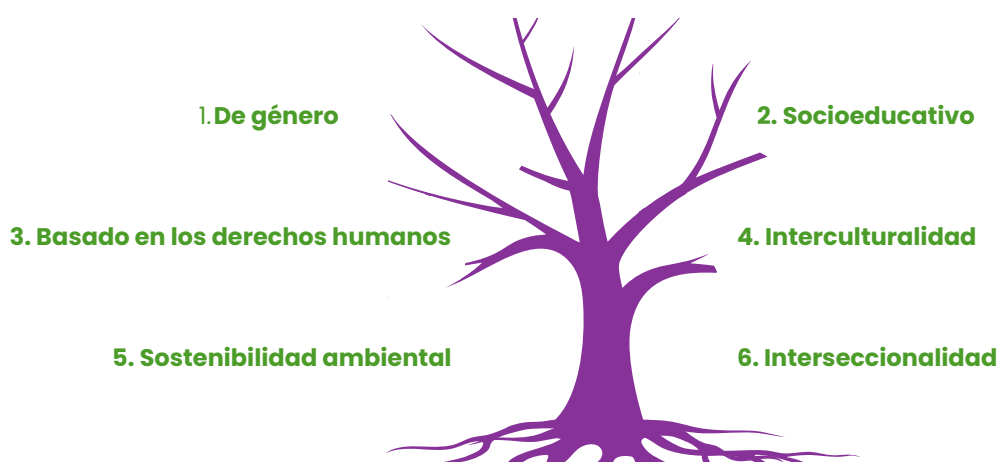 1.De género
2. Socioeducativo
3. Basado en los derechos humanos
4. Interculturalidad
5. Sostenibilidad ambiental
6. Interseccionalidad